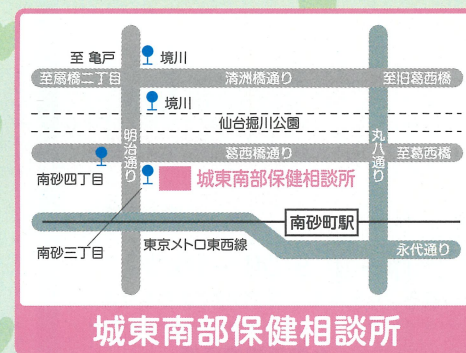 至 亀戸
境川
至扇橋二丁目
清洲橋通り
至旧葛西橋
境川
仙台堀川公園
明治通り
丸八通り
葛西橋通り
至葛西橋
南砂四丁目
城東南部保健相談所
南砂町駅
南砂三丁目
東京メトロ東西線
永代通り
城東南部保健相談所